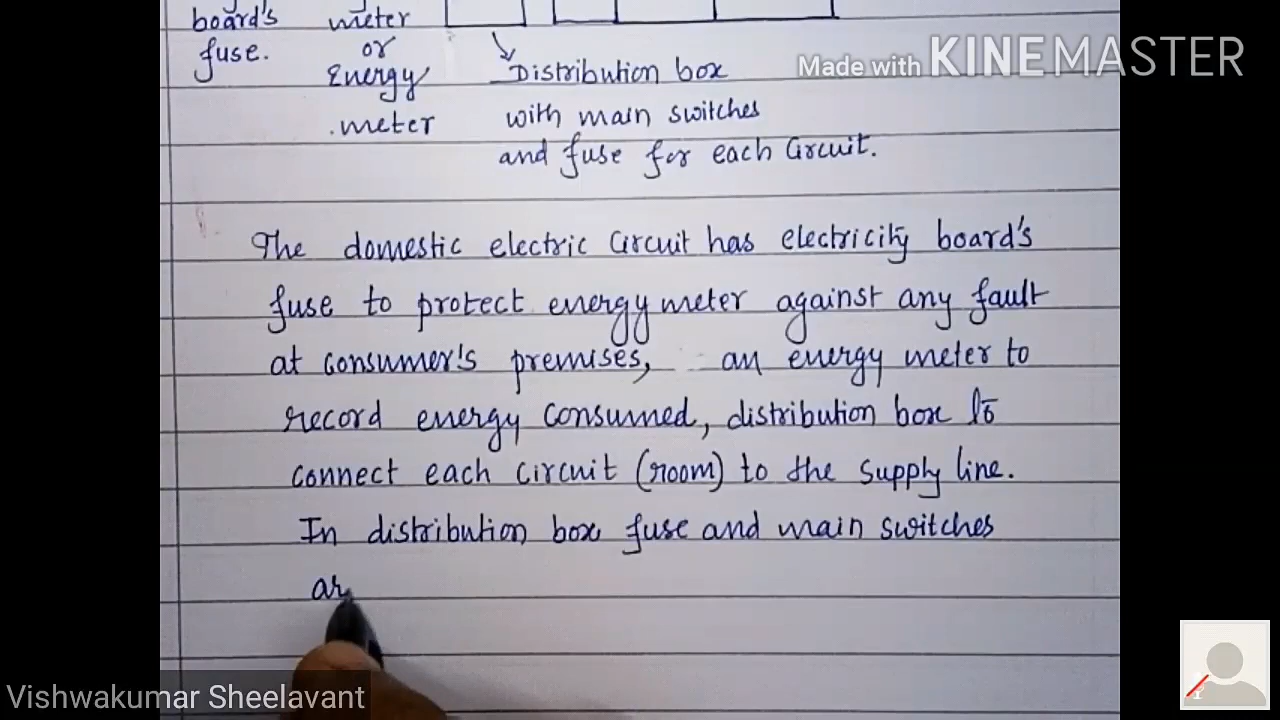 board's meter
fuse. or
Energy Distribution box
.meter with main switches
and fuse for each Circuit.
Made with KINEMASTER
The domestic electric Circuit has electricity board's
fuse to protect energy meter against any fault
at consumer's premises, an energy meter to
record energy consumed, distribution box to
connect each circuit (room) to the supply line.
In distribution box fuse and main switches
ar
Vishwakumar Sheelavant